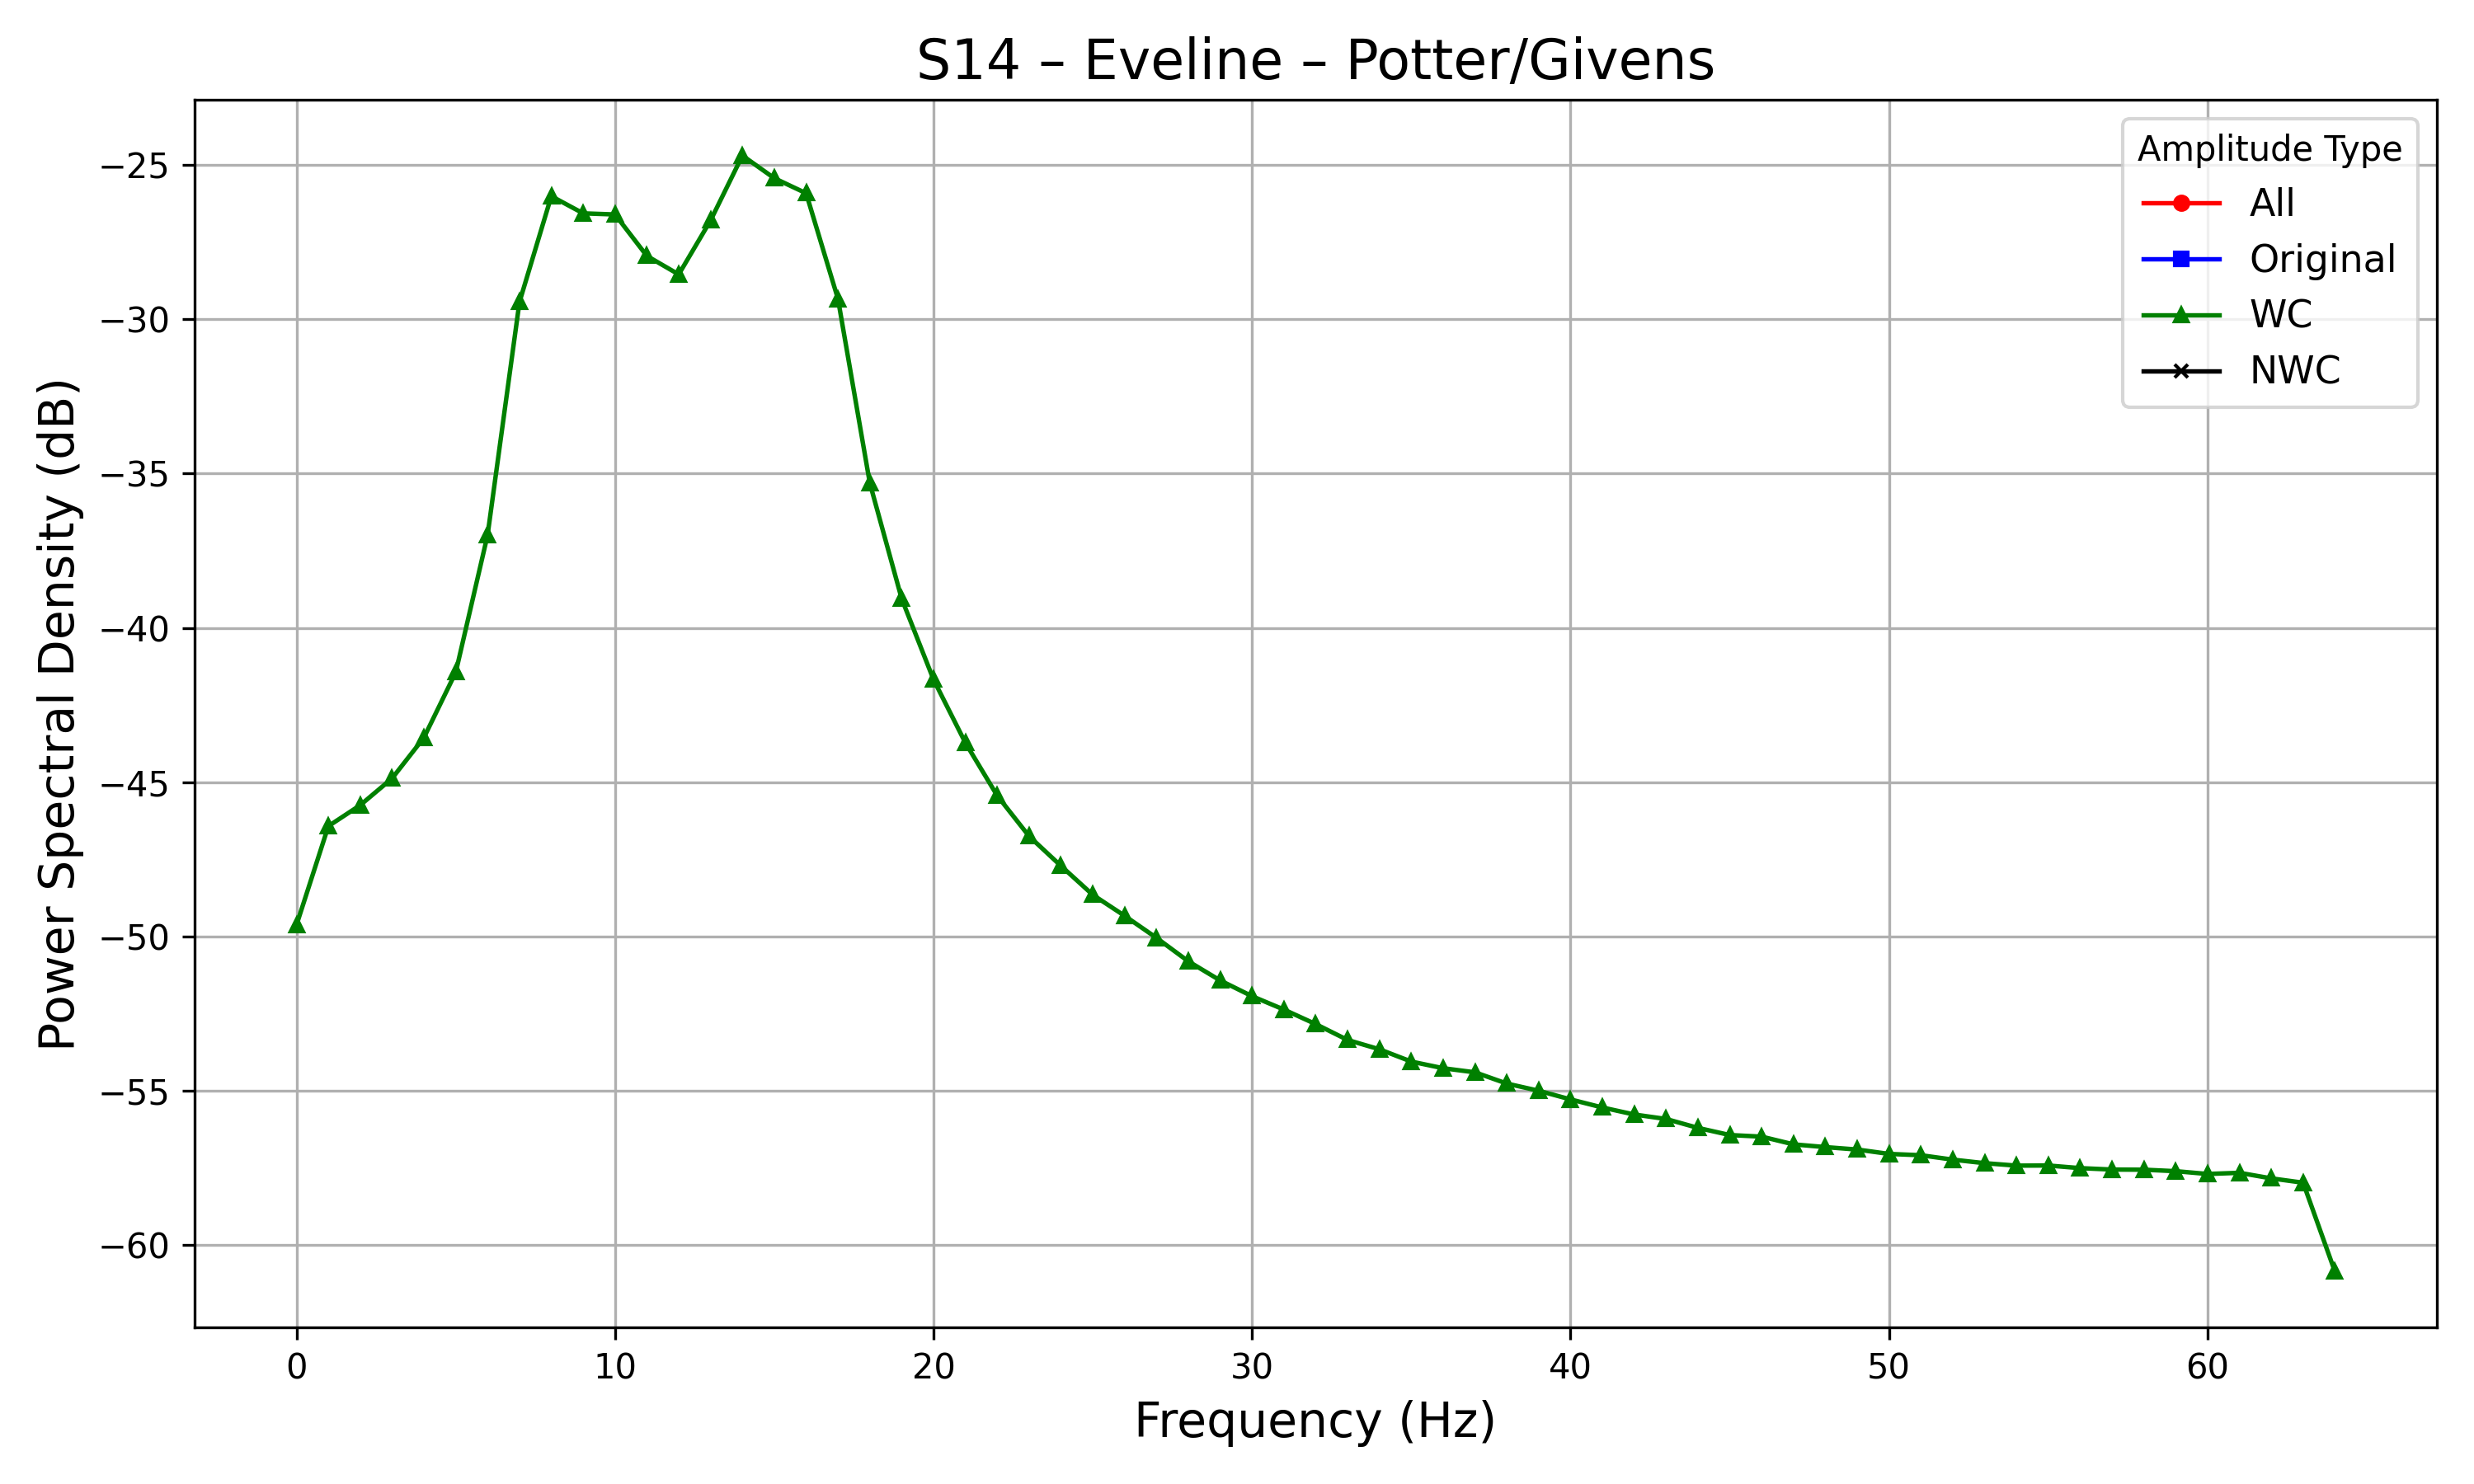 S14 – Eveline – Potter/Givens
Power Spectral Density (dB)
−25
−30
−35
−40
−45
−50
−55
−60
0 10 20 30 40 50 60
Frequency (Hz)
Amplitude Type
All
Original
WC
NWC